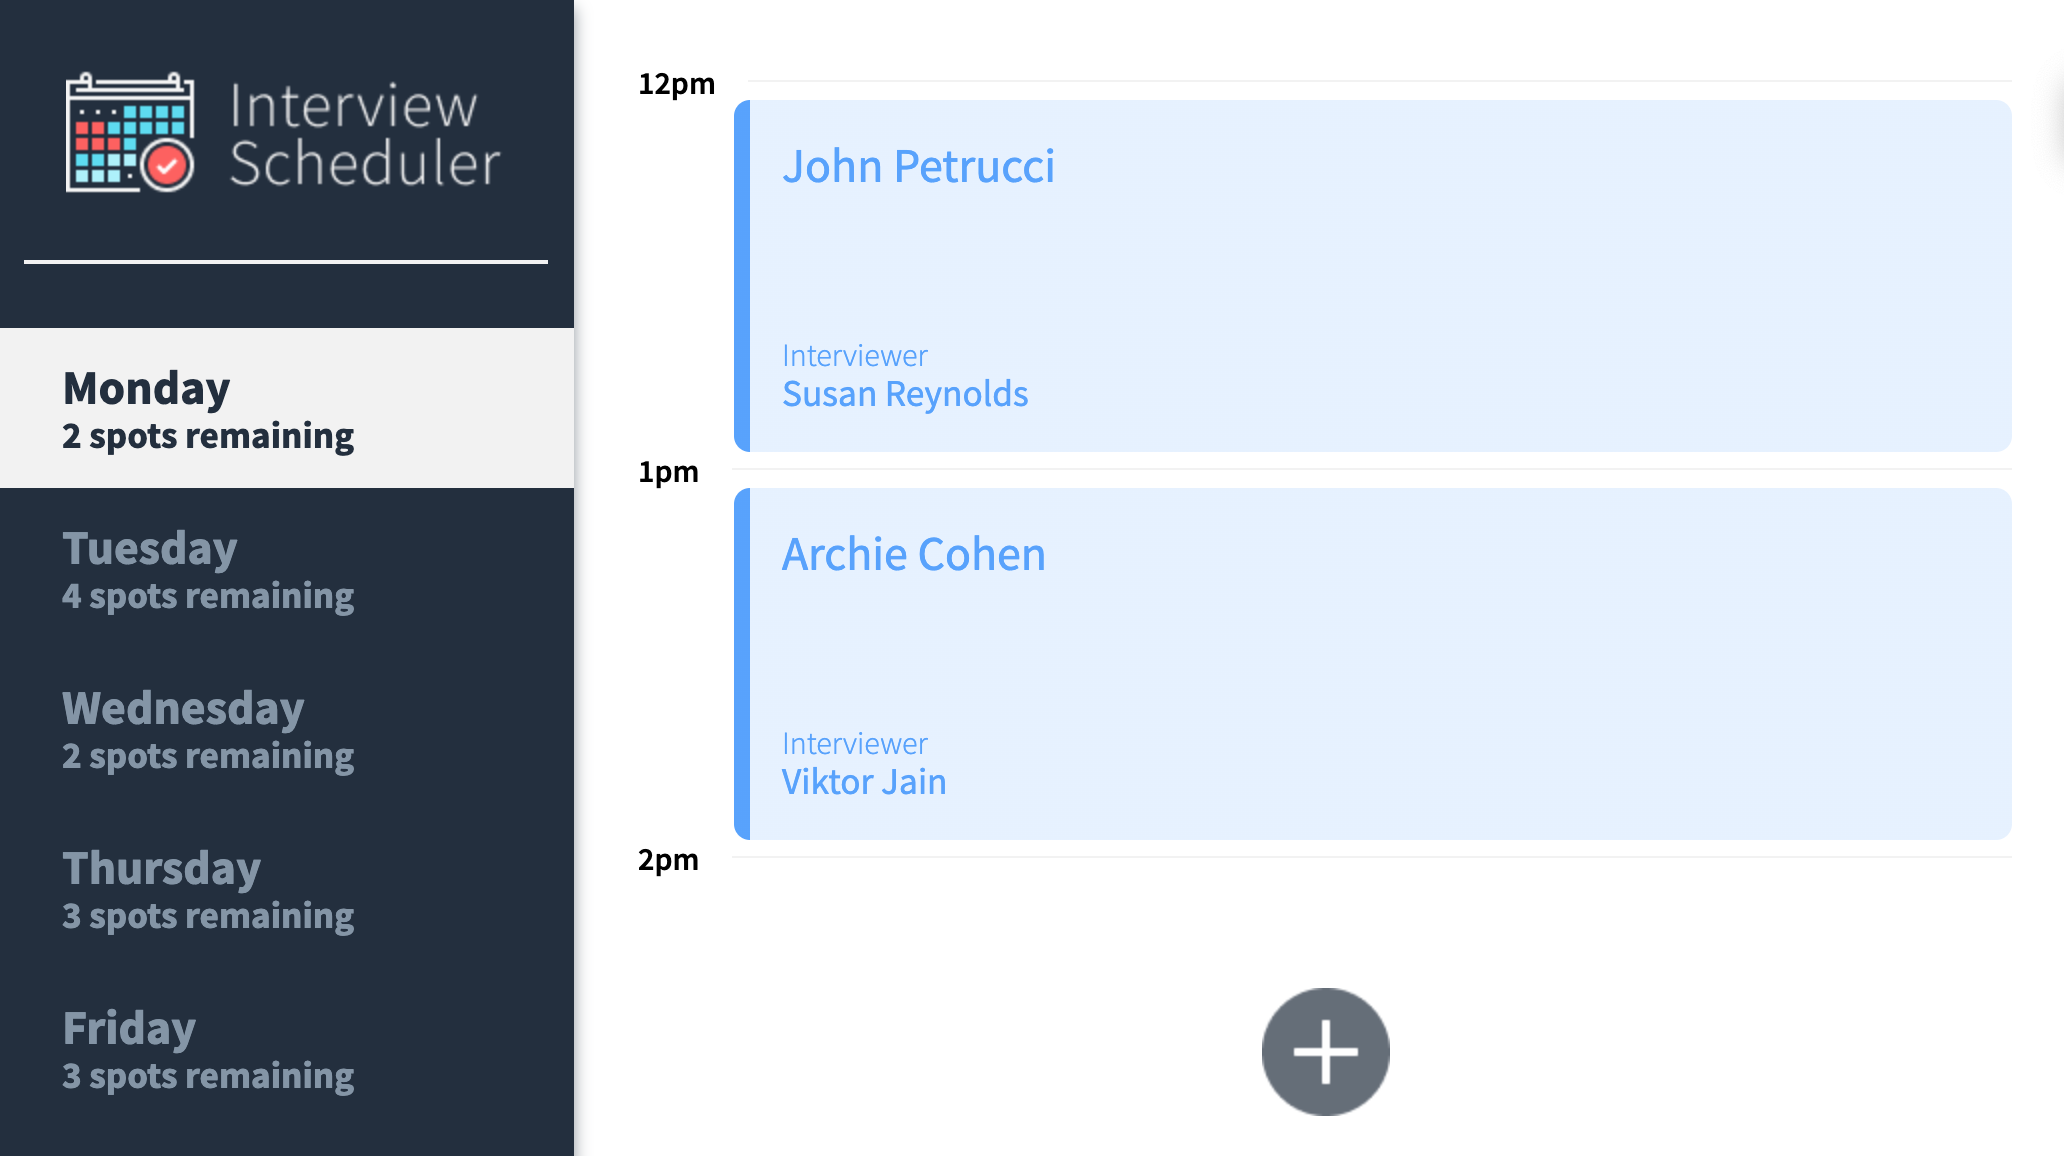 Interview
Scheduler
Monday
2 spots remaining
Tuesday
4 spots remaining
Wednesday
2 spots remaining
Thursday
3 spots remaining
Friday
3 spots remaining
12pm
John Petrucci
Interviewer
Susan Reynolds
1pm
Archie Cohen
Interviewer
Viktor Jain
2pm